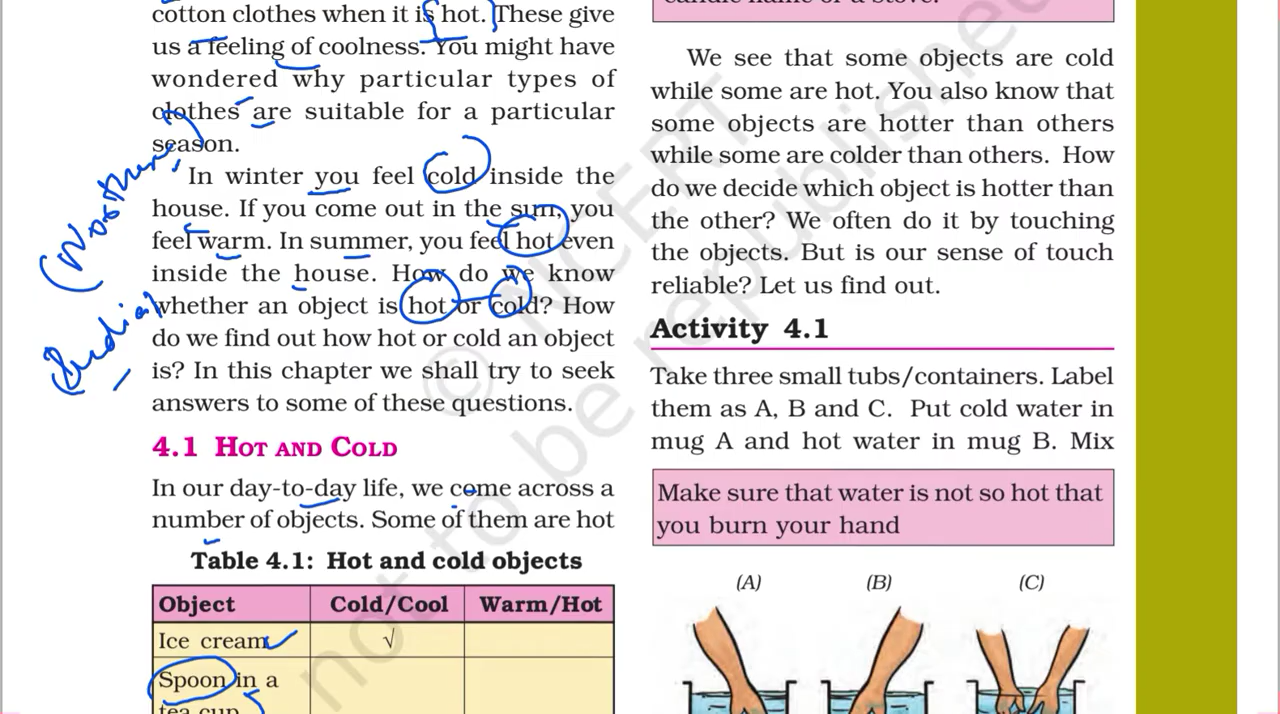 cotton clothes when it is hot. These give
us a feeling of coolness. You might have
wondered why particular types of
clothes are suitable for a particular
season.
In winter you feel cold inside the
house. If you come out in the sun, you
feel warm. In summer, you feel hot even
inside the house. How do we know
whether an object is hot or cold? How
do we find out how hot or cold an object
is? In this chapter we shall try to seek
answers to some of these questions.
4.1 HOT AND COLD
In our day-to-day life, we come across a
number of objects. Some of them are hot
Table 4.1: Hot and cold objects
Object Cold/Cool Warm/Hot
Ice cream √
Spoon in a
tea cup
We see that some objects are cold
while some are hot. You also know that
some objects are hotter than others
while some are colder than others. How
do we decide which object is hotter than
the other? We often do it by touching
the objects. But is our sense of touch
reliable? Let us find out.
Activity 4.1
Take three small tubs/containers. Label
them as A, B and C. Put cold water in
mug A and hot water in mug B. Mix
Make sure that water is not so hot that
you burn your hand
(A) (B) (C)
© NCERT
not to be republished